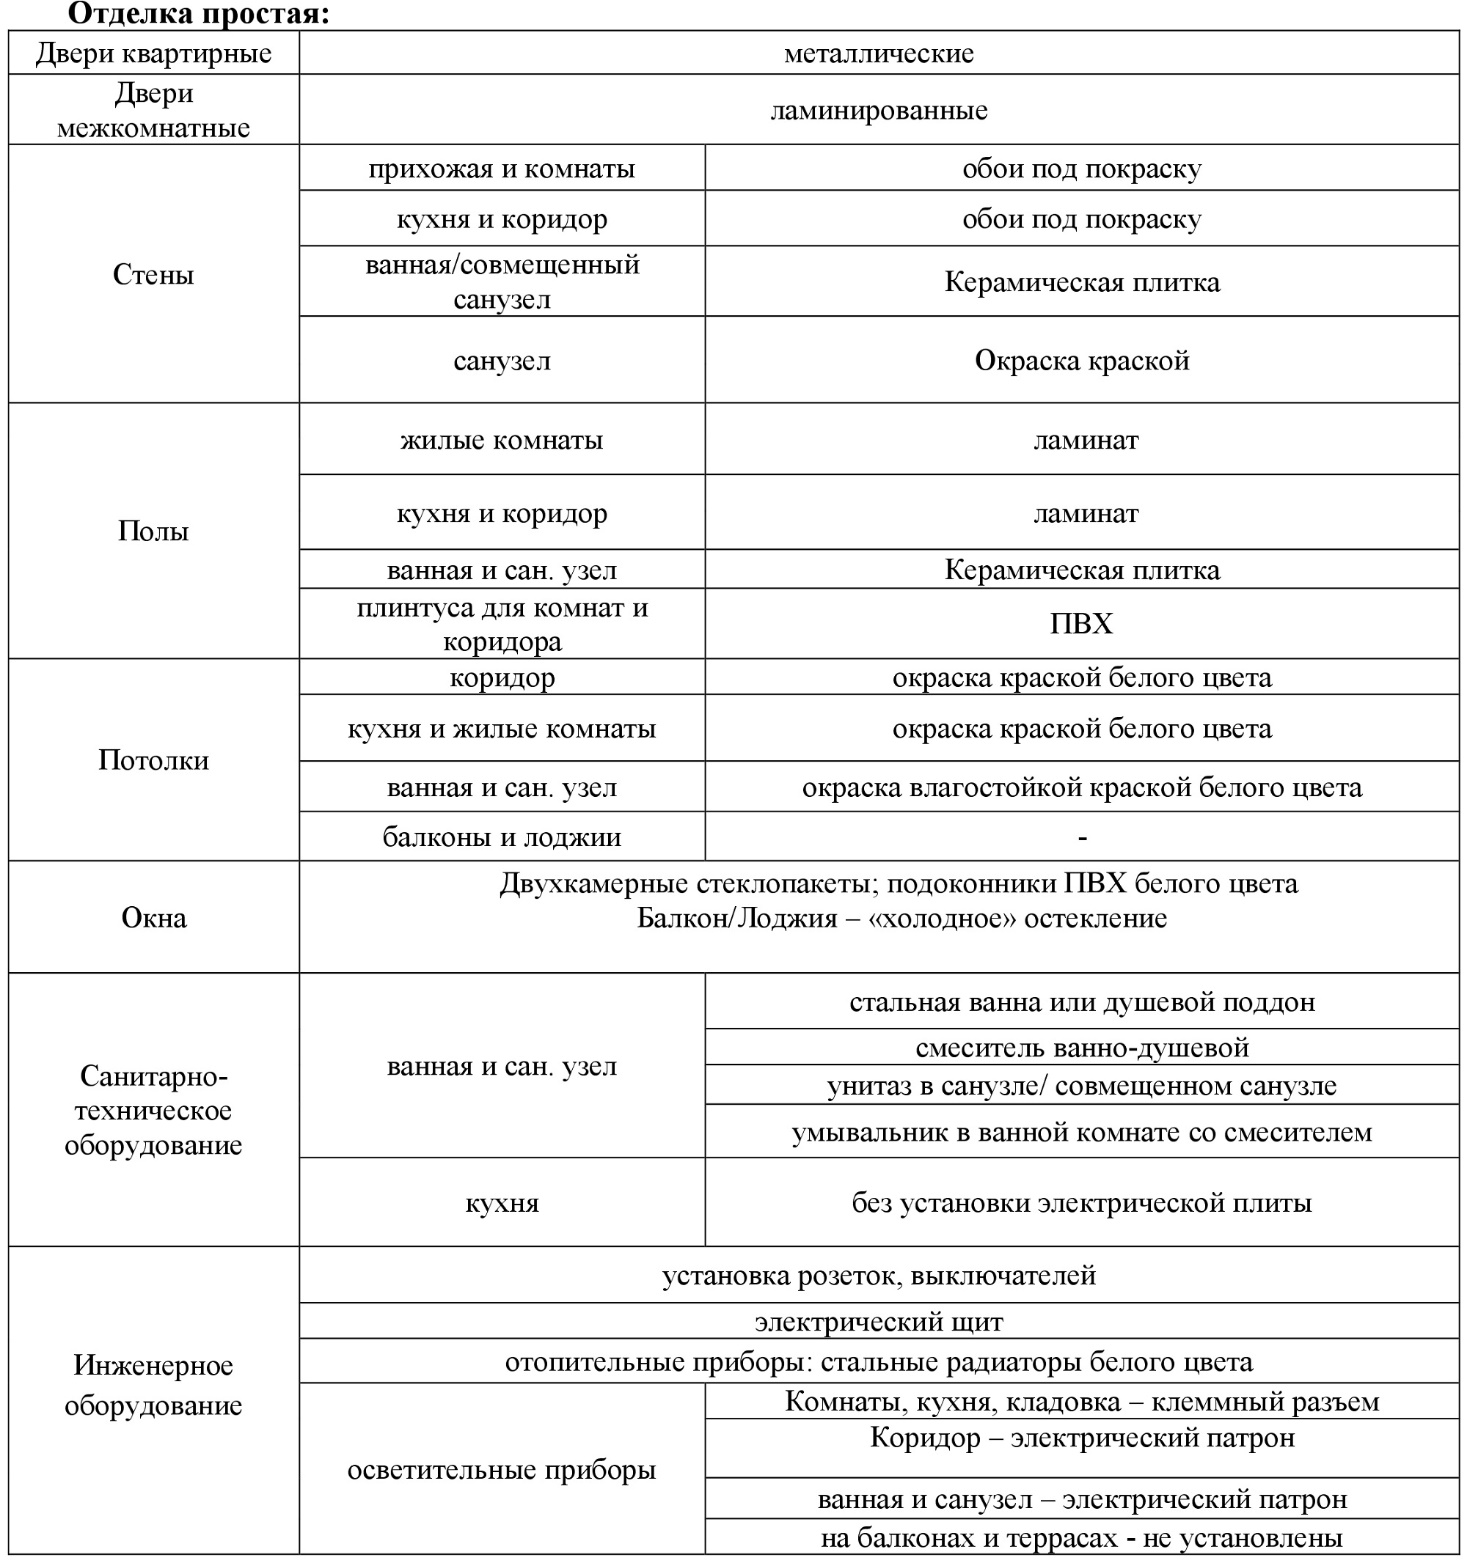 Отделка простая:
Двери квартирные
металлические
Двери
межкомнатные
ламинированные
Стены
прихожая и комнаты
обои под покраску
кухня и коридор
обои под покраску
ванная/совмещенный
санузел
Керамическая плитка
санузел
Окраска краской
Полы
жилые комнаты
ламинат
кухня и коридор
ламинат
ванная и сан. узел
Керамическая плитка
плинтуса для комнат и
коридора
ПВХ
Потолки
коридор
окраска краской белого цвета
кухня и жилые комнаты
окраска краской белого цвета
ванная и сан. узел
окраска влагостойкой краской белого цвета
балконы и лоджии
-
Окна
Двухкамерные стеклопакеты; подоконники ПВХ белого цвета
Балкон/Лоджия – «холодное» остекление
Санитарно-
техническое
оборудование
ванная и сан. узел
стальная ванна или душевой поддон
смеситель ванно-душевой
унитаз в санузле/ совмещенном санузле
умывальник в ванной комнате со смесителем
кухня
без установки электрической плиты
Инженерное
оборудование
установка розеток, выключателей
электрический щит
отопительные приборы: стальные радиаторы белого цвета
осветительные приборы
Комнаты, кухня, кладовка – клеммный разъем
Коридор – электрический патрон
ванная и санузел – электрический патрон
на балконах и террасах - не установлены